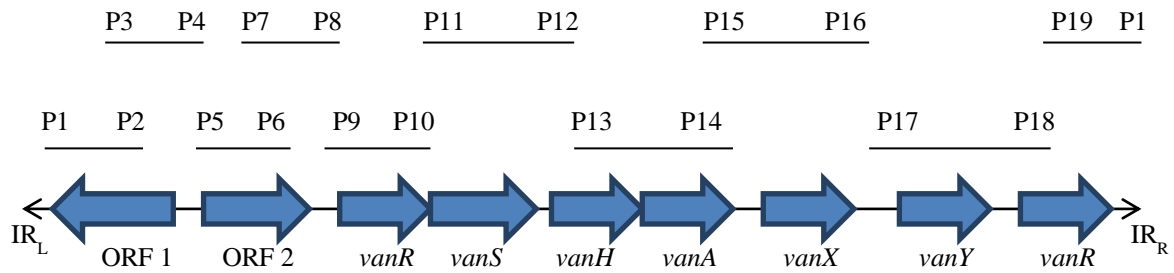 P3 P4 P7 P8 P11 P12 P15 P16 P19 P1
P1 P2 P5 P6 P9 P10 P13 P14 P17 P18
IRL ORF 1 ORF 2 vanR vanS vanH vanA vanX vanY vanR IRR